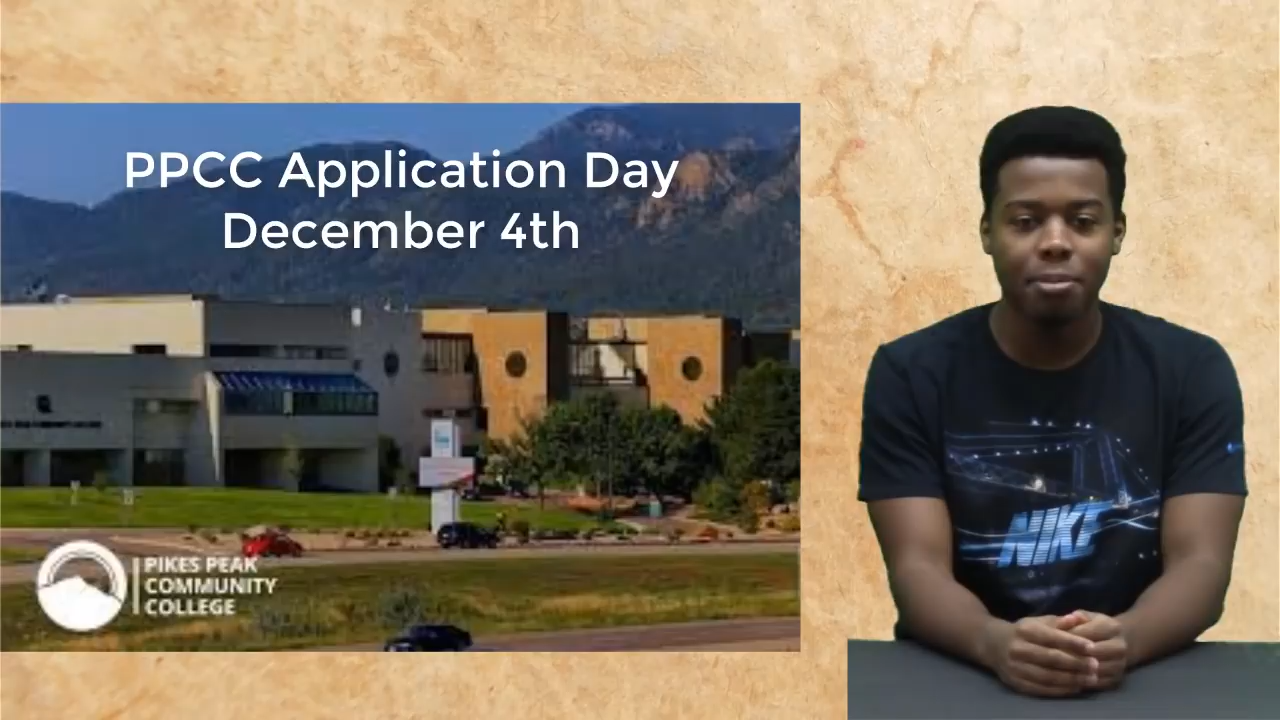 PPCC Application Day
December 4th
PIKES PEAK
COMMUNITY
COLLEGE
NIKE